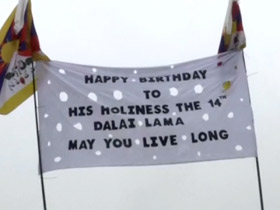 HAPPY BIRTHDAY
TO
HIS HOLINESS THE 14TH
DALAI LAMA
MAY YOU LIVE LONG